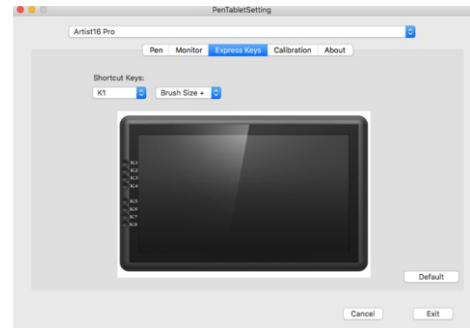 PenTabletSetting
Artist16 Pro
Pen Monitor Express Keys Calibration About
Shortcut Keys:
K1 Brush Size +
K1
K2
K3
K4
K5
K6
K7
K8
Default
Cancel Exit